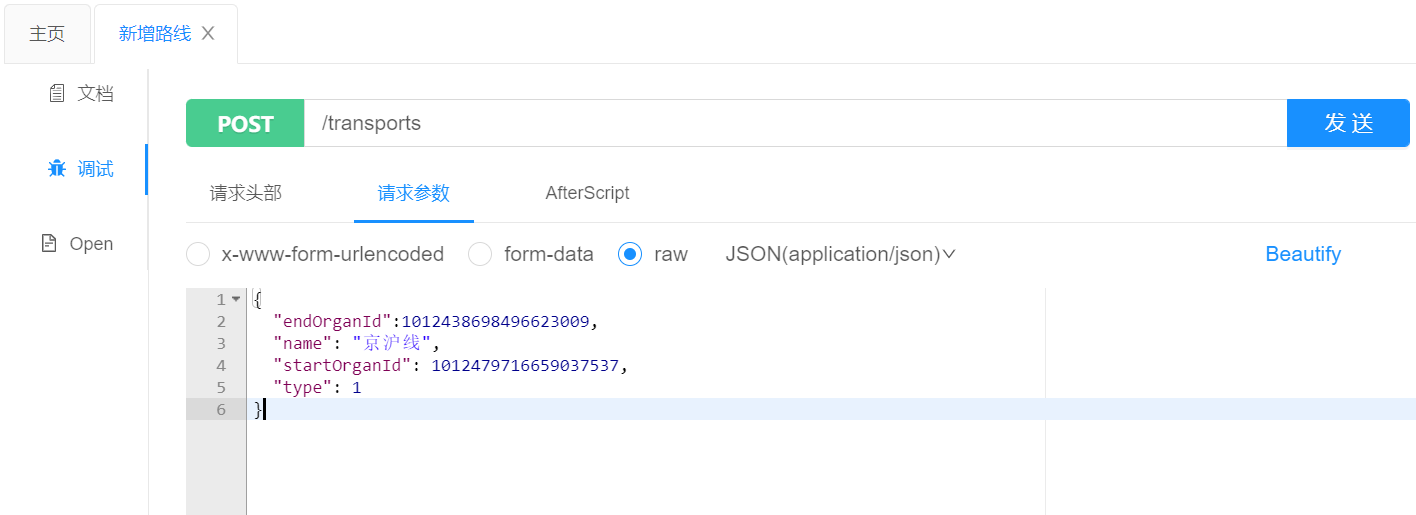 主页
新增路线
文档
调试
Open
POST /transports 发 送
请求头部 请求参数 AfterScript
x-www-form-urlencoded form-data raw JSON(application/json) Beautify
1 {
2 "endOrganId":1012438698496623009,
3 "name": "京沪线",
4 "startOrganId": 1012479716659037537,
5 "type": 1
6 }